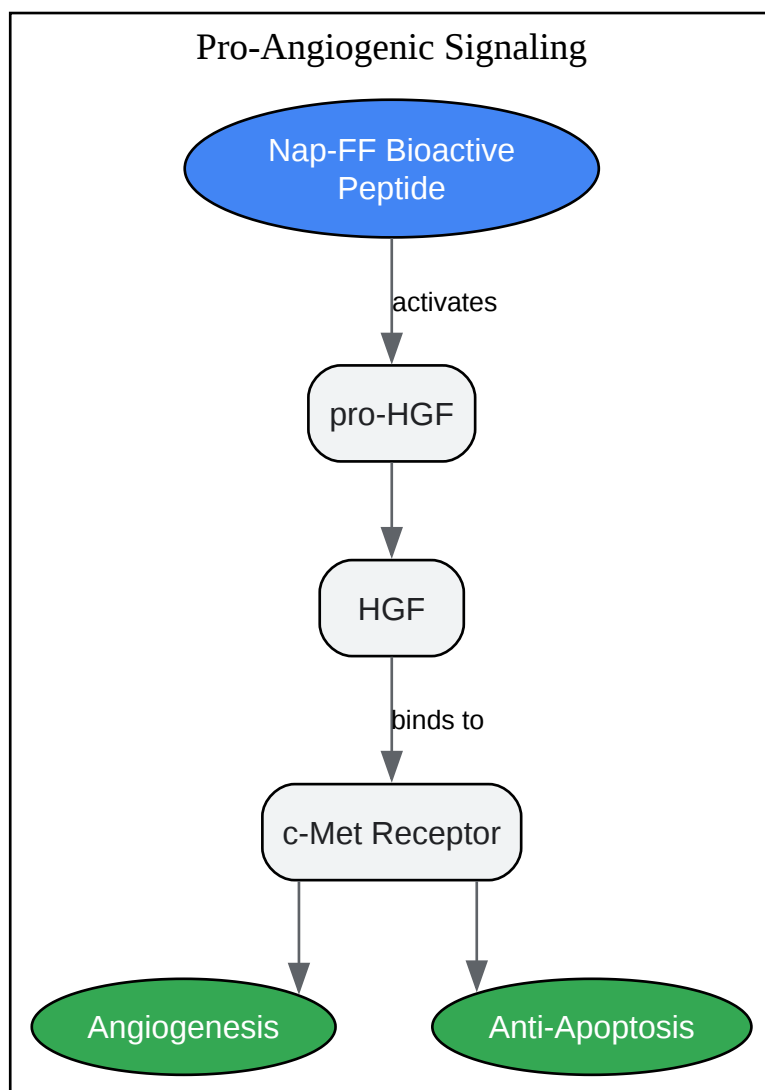 Pro-Angiogenic Signaling
Nap-FF Bioactive
Peptide
activates
pro-HGF
HGF
binds to
c-Met Receptor
Angiogenesis
Anti-Apoptosis